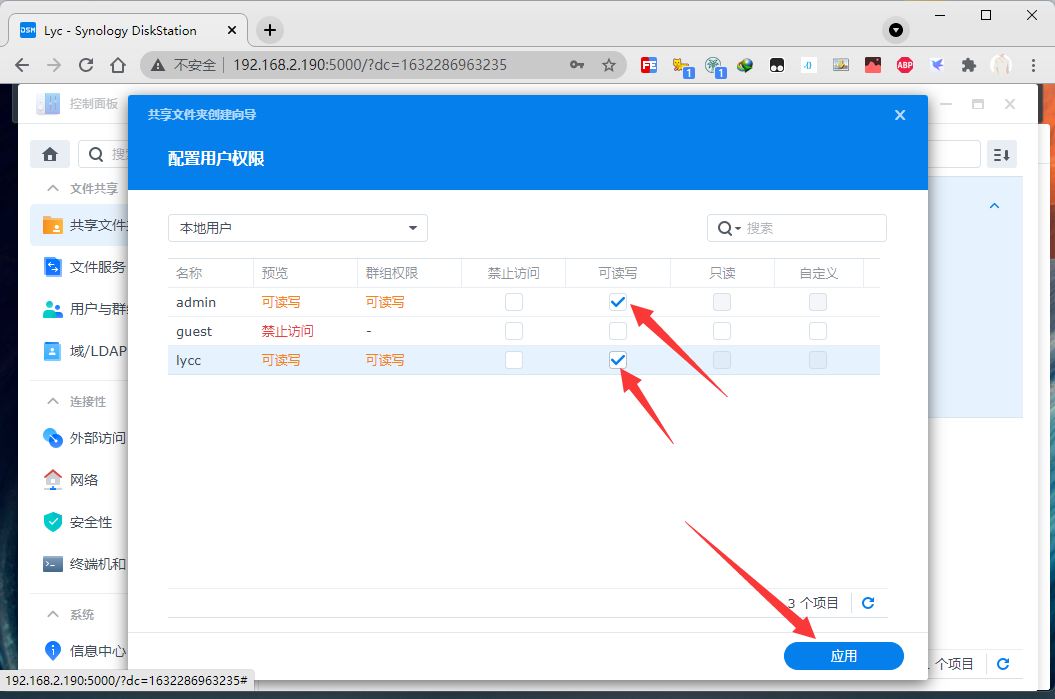 DSM Lyc - Synology DiskStation
不安全 192.168.2.190:5000/?dc=1632286963235
FE 1 1 ABP
控制面板
共享文件夹创建向导
配置用户权限
文件共享
共享文件
文件服务
用户与群
域/LDAP
连接性
外部访问
网络
安全性
终端机和
系统
信息中心
本地用户 搜索
名称 预览 群组权限 禁止访问 可读写 只读 自定义
admin 可读写 可读写
guest 禁止访问 -
lycc 可读写 可读写
3 个项目
应用
个项目
192.168.2.190:5000/?dc=1632286963235#